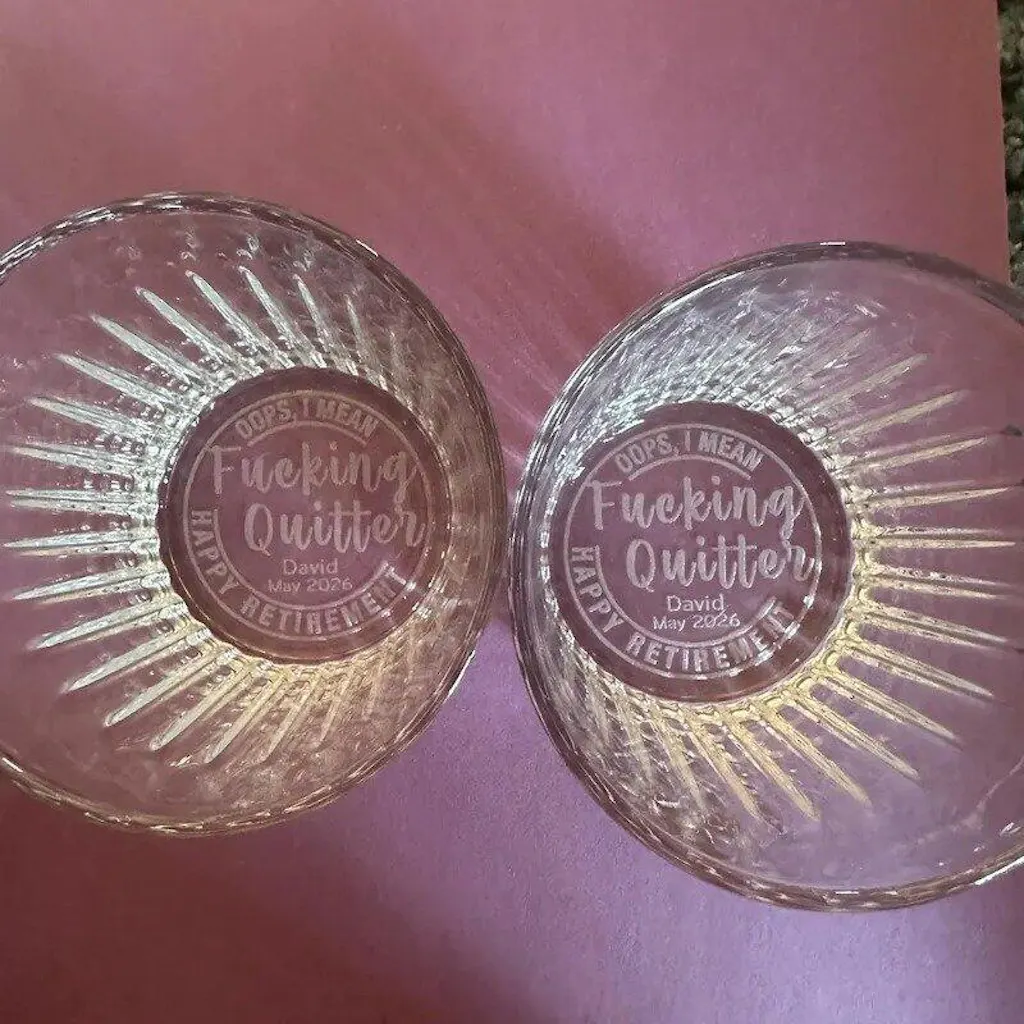 OOPS, I MEAN
Fucking
Quitter
David
May 2026
HAPPY RETIREMENT
OOPS, I MEAN
Fucking
Quitter
David
May 2026
HAPPY RETIREMENT